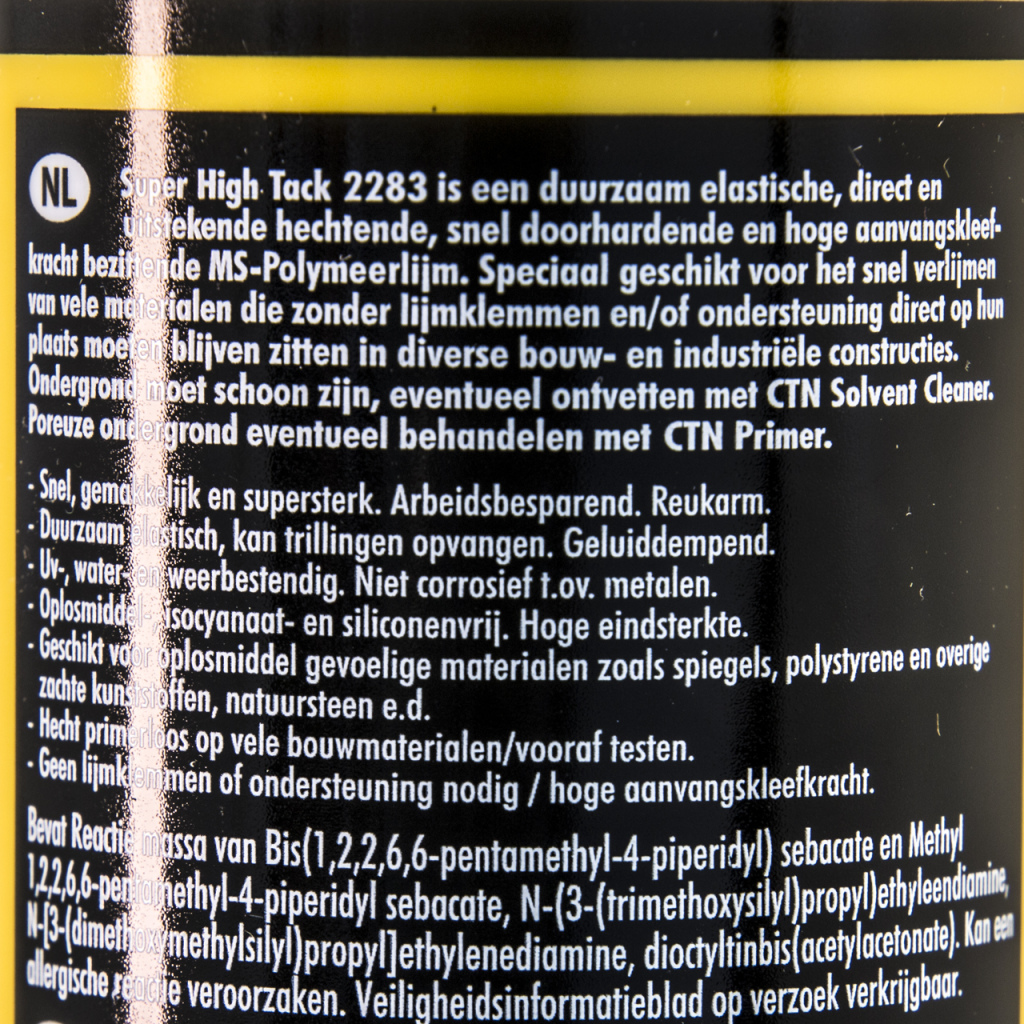 NL
Super High Tack 2283 is een duurzaam elastische, direct en
uitstekende hechtende, snel doorhardende en hoge aanvangskleef-
kracht bezittende MS-Polymeerlijm. Speciaal geschikt voor het snel verlijmen
van vele materialen die zonder lijmklemmen en/of ondersteuning direct op hun
plaats moeten blijven zitten in diverse bouw- en industriële constructies.
Ondergrond moet schoon zijn, eventueel ontvetten met CTN Solvent Cleaner.
Poreuze ondergrond eventueel behandelen met CTN Primer.
- Snel, gemakkelijk en supersterk. Arbeidsbesparend. Reukarm.
- Duurzaam elastisch, kan trillingen opvangen. Geluiddempend.
- Uv-, water- en weerbestendig. Niet corrosief t.ov. metalen.
- Oplosmiddel-, isocyanaat- en siliconenvrij. Hoge eindsterkte.
- Geschikt voor oplosmiddel gevoelige materialen zoals spiegels, polystyrene en overige
zachte kunststoffen, natuursteen e.d.
- Hecht primerloos op vele bouwmaterialen/vooraf testen.
- Geen lijmklemmen of ondersteuning nodig / hoge aanvangskleefkracht.
Bevat Reactie massa van Bis(1,2,2,6,6-pentamethyl-4-piperidyl) sebacate en Methyl
1,2,2,6,6-pentamethyl-4-piperidyl sebacate, N-(3-(trimethoxysilyl)propyl)ethyleendiamine,
N-[3-(dimethoxymethylsilyl)propyl]ethylenediamine, dioctyltinbis(acetylacetonate). Kan een
allergische reactie veroorzaken. Veiligheidsinformatieblad op verzoek verkrijgbaar.